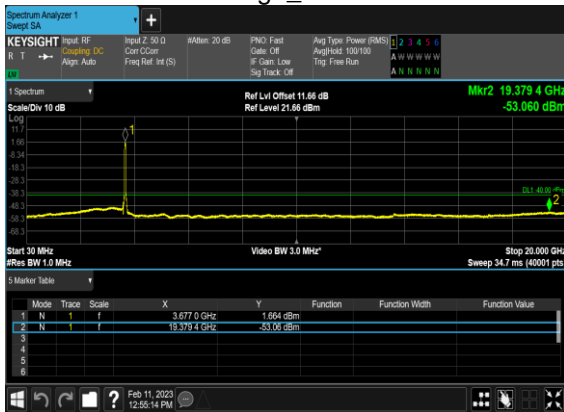 Spectrum Analyzer 1
Swept SA
+
KEYSIGHT Input: RF Input Z: 50 Ω #Atten: 20 dB PNO: Fast Avg Type: Power (RMS) 1 2 3 4 5 6
R T Coupling: DC Corr CCorr Gate: Off Avg|Hold: 100/100 A W W W W W
Align: Auto Freq Ref: Int (S) IF Gain: Low Trig: Free Run
Sig Track: Off A N N N N N
1 Spectrum Ref Lvl Offset 11.66 dB Mkr2 19.379 4 GHz
Scale/Div 10 dB Ref Level 21.66 dBm -53.060 dBm
Log
11.7
1
1.66
-8.34
-18.3
-28.3
-38.3
DL1 -40.00 dBm
-48.3
2
-58.3
-68.3
Start 30 MHz Video BW 3.0 MHz* Stop 20.000 GHz
#Res BW 1.0 MHz Sweep 34.7 ms (40001 pts)
5 Marker Table
Mode Trace Scale X Y Function Function Width Function Value
1 N 1 f 3.677 0 GHz 1.664 dBm
2 N 1 f 19.379 4 GHz -53.06 dBm
3
4
5
6
? Feb 11, 2023
12:55:14 PM